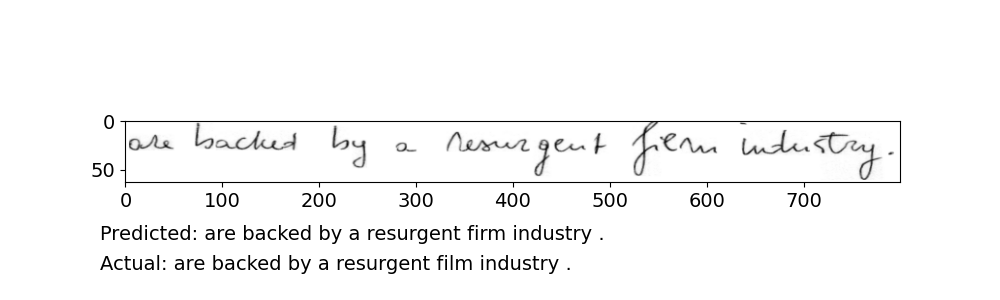 0
are backed by a resurgent film industry.
50
0 100 200 300 400 500 600 700
Predicted: are backed by a resurgent firm industry .
Actual: are backed by a resurgent film industry .